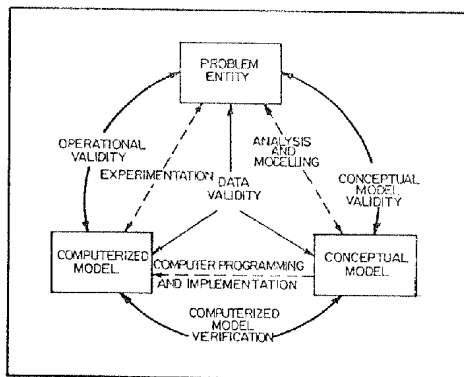 PROBLEM
ENTITY
OPERATIONAL
VALIDITY
EXPERIMENTATION
ANALYSIS
AND
MODELLING
DATA
VALIDITY
CONCEPTUAL
MODEL
VALIDITY
COMPUTERIZED
MODEL
COMPUTER PROGRAMMING
AND IMPLEMENTATION
CONCEPTUAL
MODEL
COMPUTERIZED
MODEL
VERIFICATION